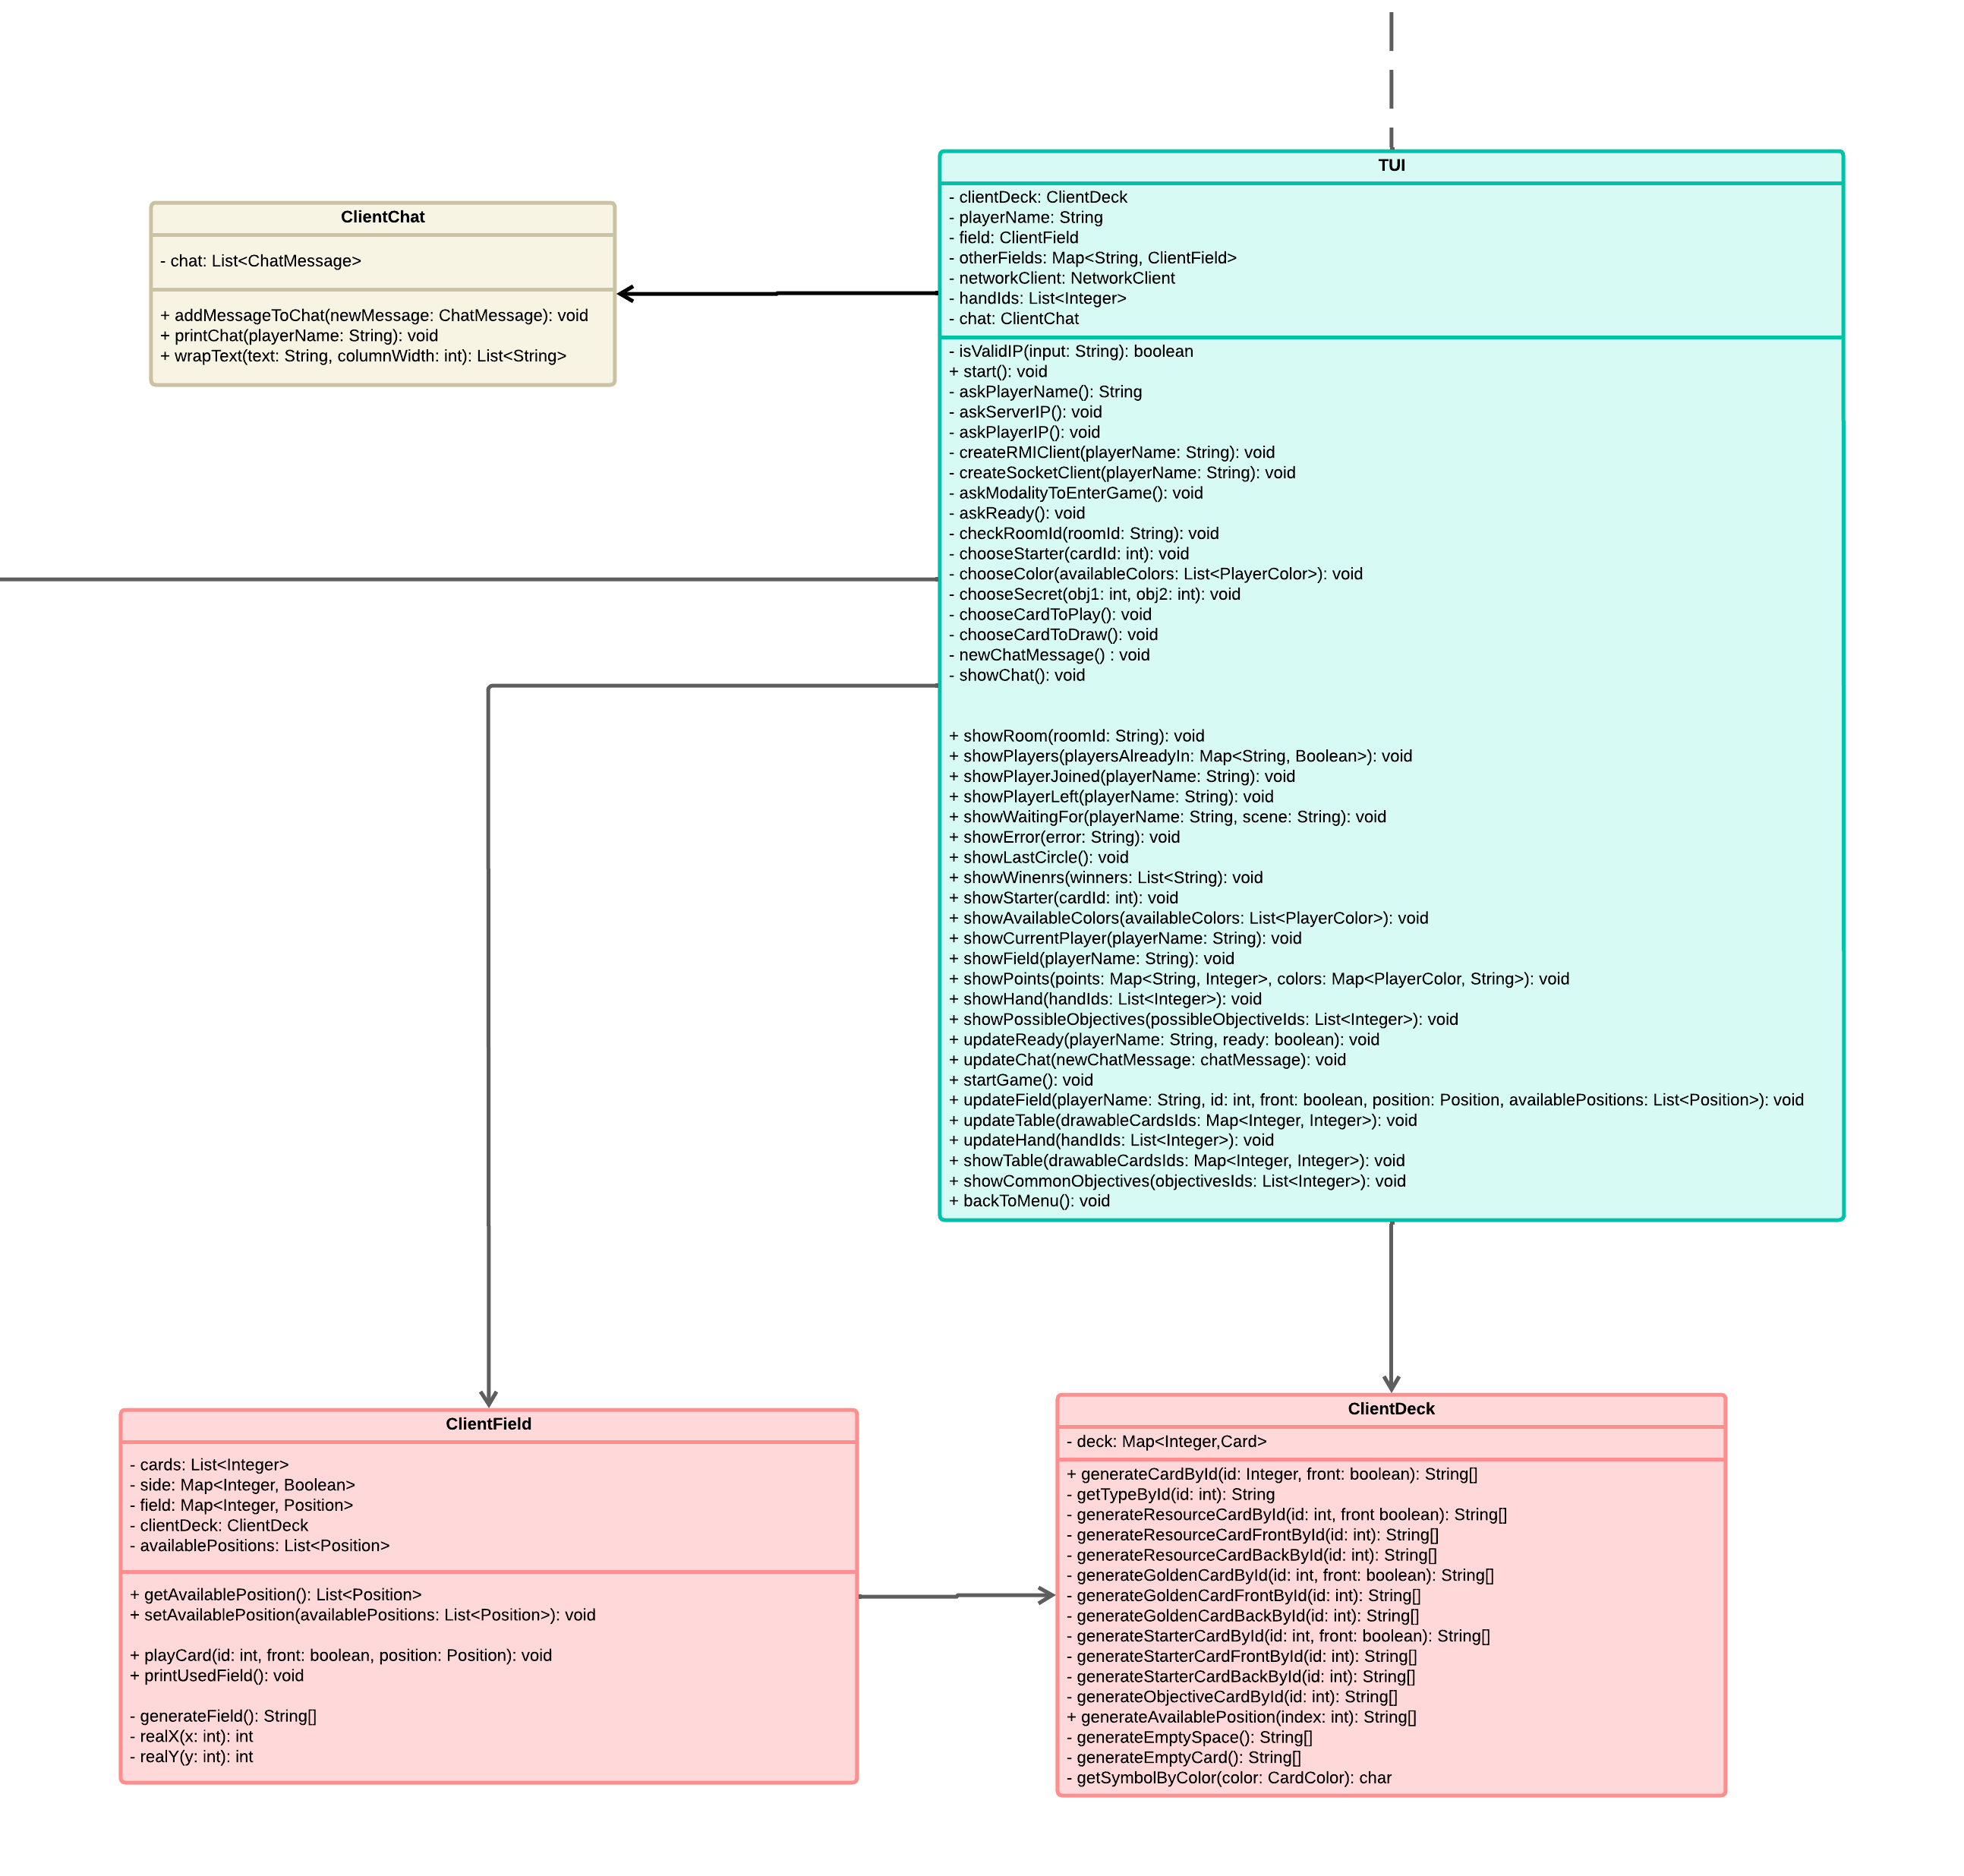 ClientChat
- chat: List<ChatMessage>
+ addMessageToChat(newMessage: ChatMessage): void
+ printChat(playerName: String): void
+ wrapText(text: String, columnWidth: int): List<String>
TUI
- clientDeck: ClientDeck
- playerName: String
- field: ClientField
- otherFields: Map<String, ClientField>
- networkClient: NetworkClient
- handIds: List<Integer>
- chat: ClientChat
- isValidIP(input: String): boolean
+ start(): void
- askPlayerName(): String
- askServerIP(): void
- askPlayerIP(): void
- createRMIClient(playerName: String): void
- createSocketClient(playerName: String): void
- askModalityToEnterGame(): void
- askReady(): void
- checkRoomId(roomId: String): void
- chooseStarter(cardId: int): void
- chooseColor(availableColors: List<PlayerColor>): void
- chooseSecret(obj1: int, obj2: int): void
- chooseCardToPlay(): void
- chooseCardToDraw(): void
- newChatMessage() : void
- showChat(): void
+ showRoom(roomId: String): void
+ showPlayers(playersAlreadyIn: Map<String, Boolean>): void
+ showPlayerJoined(playerName: String): void
+ showPlayerLeft(playerName: String): void
+ showWaitingFor(playerName: String, scene: String): void
+ showError(error: String): void
+ showLastCircle(): void
+ showWinenrs(winners: List<String): void
+ showStarter(cardId: int): void
+ showAvailableColors(availableColors: List<PlayerColor>): void
+ showCurrentPlayer(playerName: String): void
+ showField(playerName: String): void
+ showPoints(points: Map<String, Integer>, colors: Map<PlayerColor, String>): void
+ showHand(handIds: List<Integer>): void
+ showPossibleObjectives(possibleObjectiveIds: List<Integer>): void
+ updateReady(playerName: String, ready: boolean): void
+ updateChat(newChatMessage: chatMessage): void
+ startGame(): void
+ updateField(playerName: String, id: int, front: boolean, position: Position, availablePositions: List<Position>): void
+ updateTable(drawableCardsIds: Map<Integer, Integer>): void
+ updateHand(handIds: List<Integer>): void
+ showTable(drawableCardsIds: Map<Integer, Integer>): void
+ showCommonObjectives(objectivesIds: List<Integer>): void
+ backToMenu(): void
ClientField
- cards: List<Integer>
- side: Map<Integer, Boolean>
- field: Map<Integer, Position>
- clientDeck: ClientDeck
- availablePositions: List<Position>
+ getAvailablePosition(): List<Position>
+ setAvailablePosition(availablePositions: List<Position>): void
+ playCard(id: int, front: boolean, position: Position): void
+ printUsedField(): void
- generateField(): String[]
- realX(x: int): int
- realY(y: int): int
ClientDeck
- deck: Map<Integer,Card>
+ generateCardById(id: Integer, front: boolean): String[]
- getTypeById(id: int): String
- generateResourceCardById(id: int, front boolean): String[]
- generateResourceCardFrontById(id: int): String[]
- generateResourceCardBackById(id: int): String[]
- generateGoldenCardById(id: int, front: boolean): String[]
- generateGoldenCardFrontById(id: int): String[]
- generateGoldenCardBackById(id: int): String[]
- generateStarterCardById(id: int, front: boolean): String[]
- generateStarterCardFrontById(id: int): String[]
- generateStarterCardBackById(id: int): String[]
- generateObjectiveCardById(id: int): String[]
+ generateAvailablePosition(index: int): String[]
- generateEmptySpace(): String[]
- generateEmptyCard(): String[]
- getSymbolByColor(color: CardColor): char